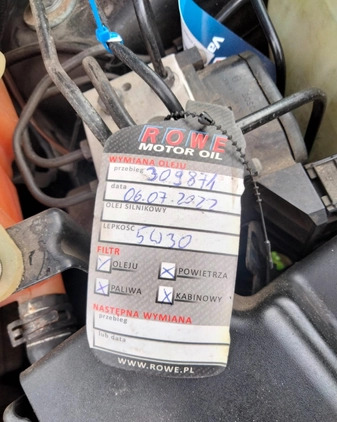 ROWE
MOTOR OIL
WYMIANA OLEJU
przebieg 309871
data 06.07.2022
OLEJ SILNIKOWY
LEPKOŚĆ 5W30
FILTR
OLEJU POWIETRZA
PALIWA KABINOWY
NASTĘPNA WYMIANA
przebieg
lub data
WWW.ROWE.PL